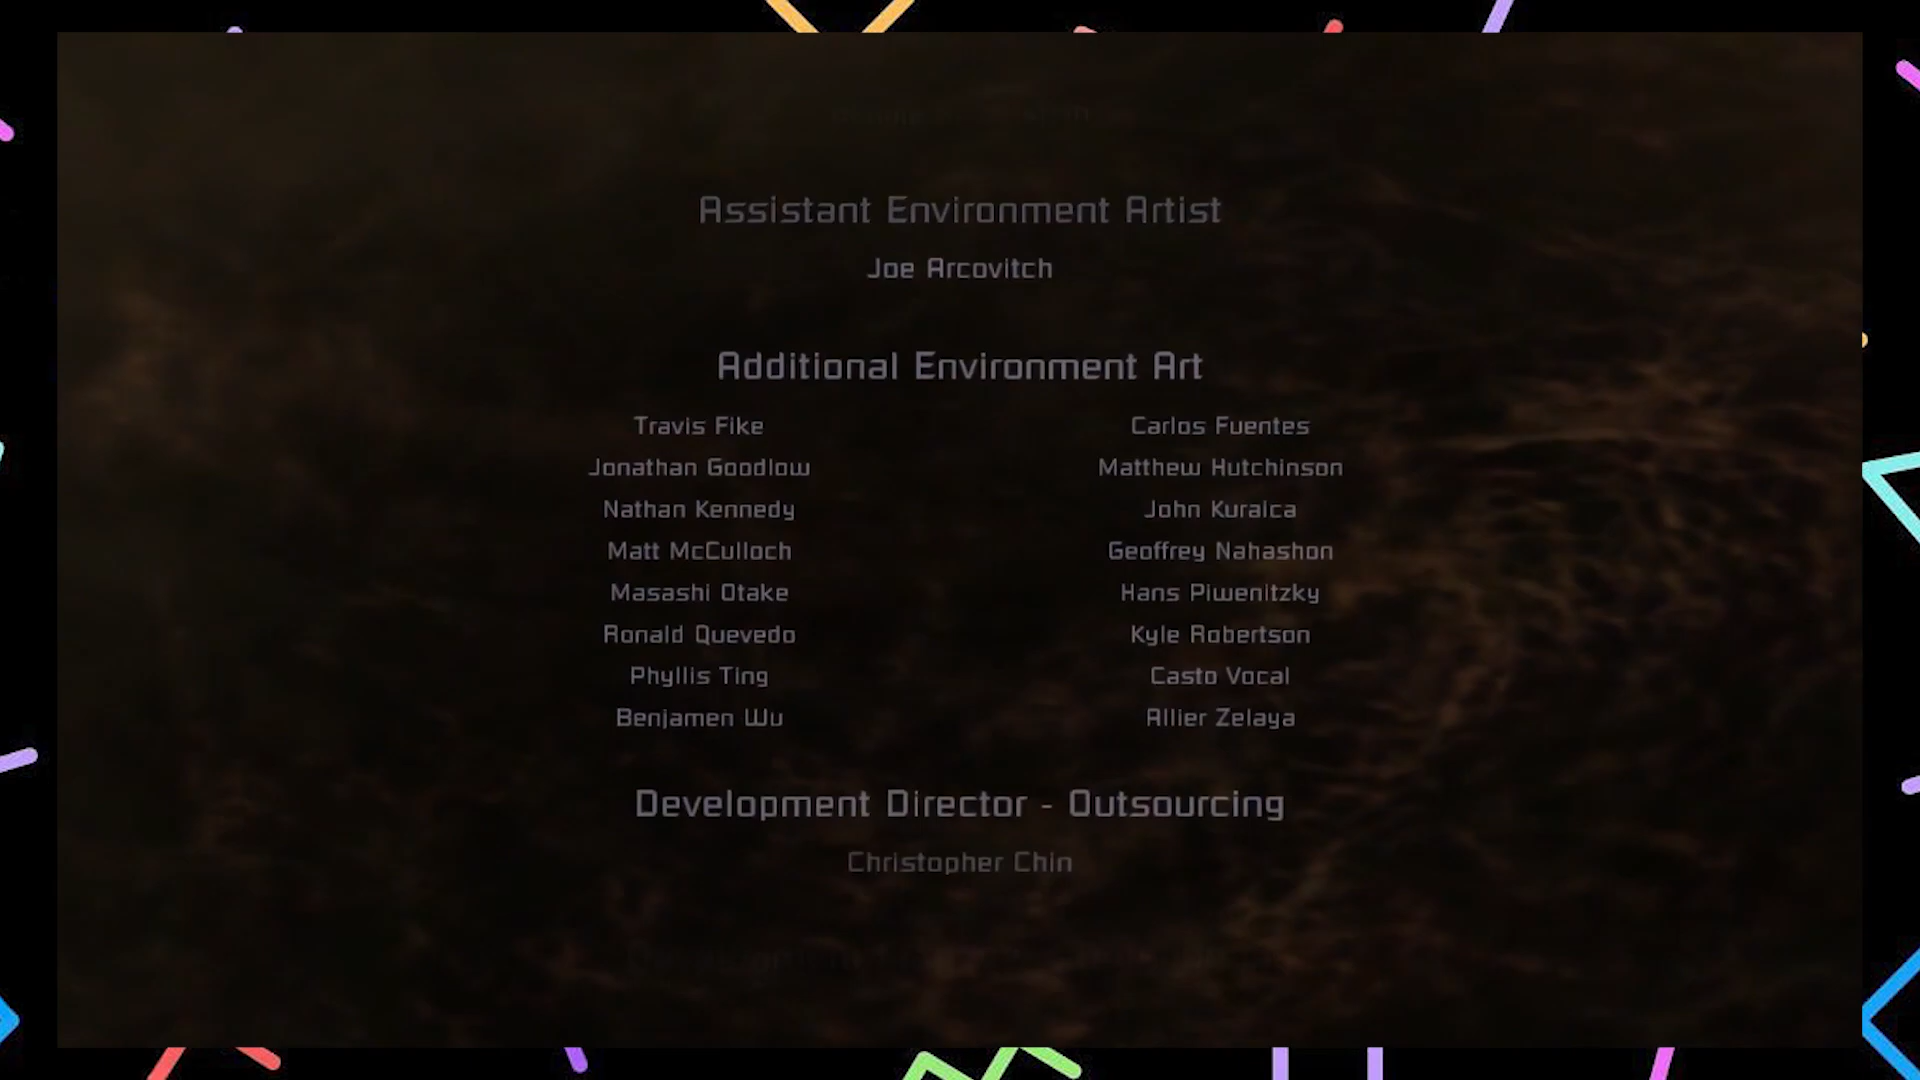 Assistant Environment Artist
Joe Arcovitch
Additional Environment Art
Travis Fike
Carlos Fuentes
Jonathan Goodlow
Matthew Hutchinson
Nathan Kennedy
John Kuraica
Matt McCulloch
Geoffrey Nahashon
Masashi Otake
Hans Piwenitzky
Ronald Quevedo
Kyle Robertson
Phyllis Ting
Casto Vocal
Benjamen Wu
Allier Zelaya
Development Director - Outsourcing
Christopher Chin